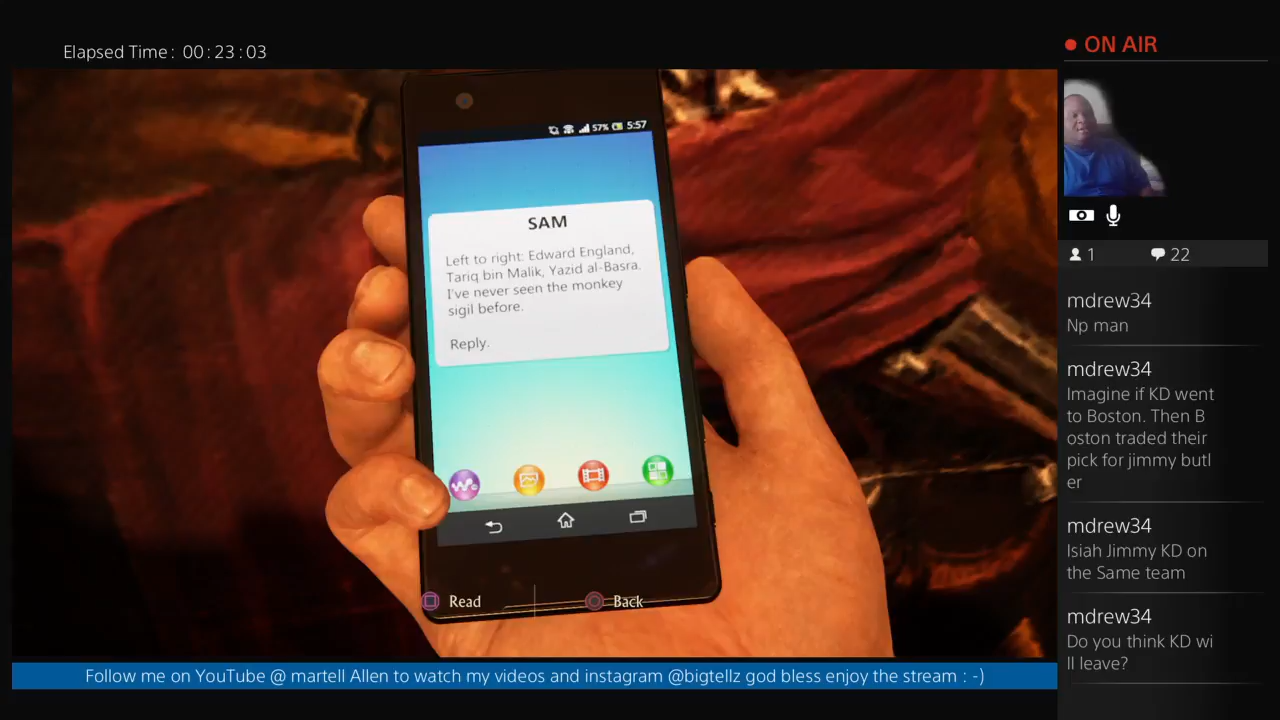 Elapsed Time: 00:23:03
ON AIR
57% 5:57
SAM
Left to right: Edward England,
Tariq bin Malik, Yazid al-Basra.
I've never seen the monkey
sigil before.
Reply.
Read
Back
1
22
mdrew34
Np man
mdrew34
Imagine if KD went
to Boston. Then B
oston traded their
pick for jimmy butl
er
mdrew34
Isiah Jimmy KD on
the Same team
mdrew34
Do you think KD wi
ll leave?
Follow me on YouTube @ martell Allen to watch my videos and instagram @bigtellz god bless enjoy the stream : -)